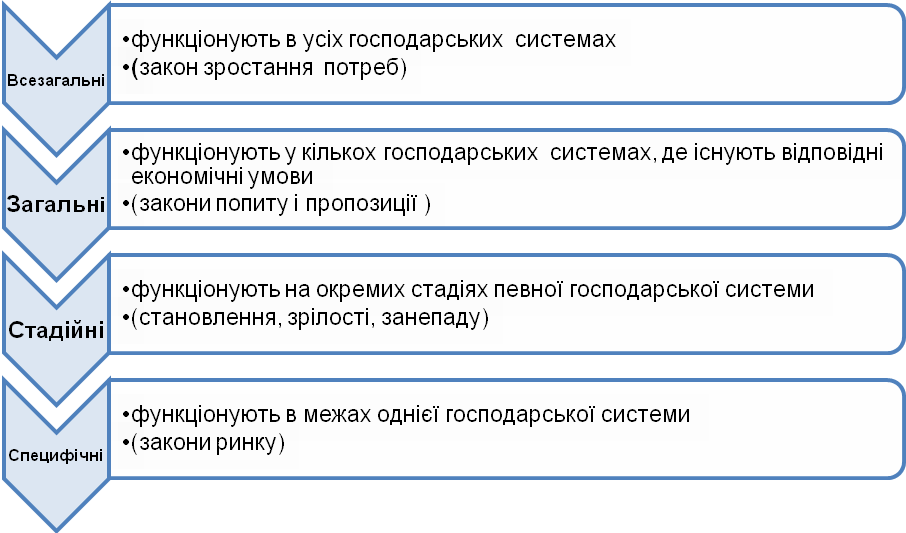 Всезагальні
•функціонують в усіх господарських системах
•(закон зростання потреб)
Загальні
•функціонують у кількох господарських системах, де існують відповідні
економічні умови
•(закони попиту і пропозиції )
Стадійні
•функціонують на окремих стадіях певної господарської системи
•(становлення, зрілості, занепаду)
Специфічні
•функціонують в межах однієї господарської системи
•(закони ринку)